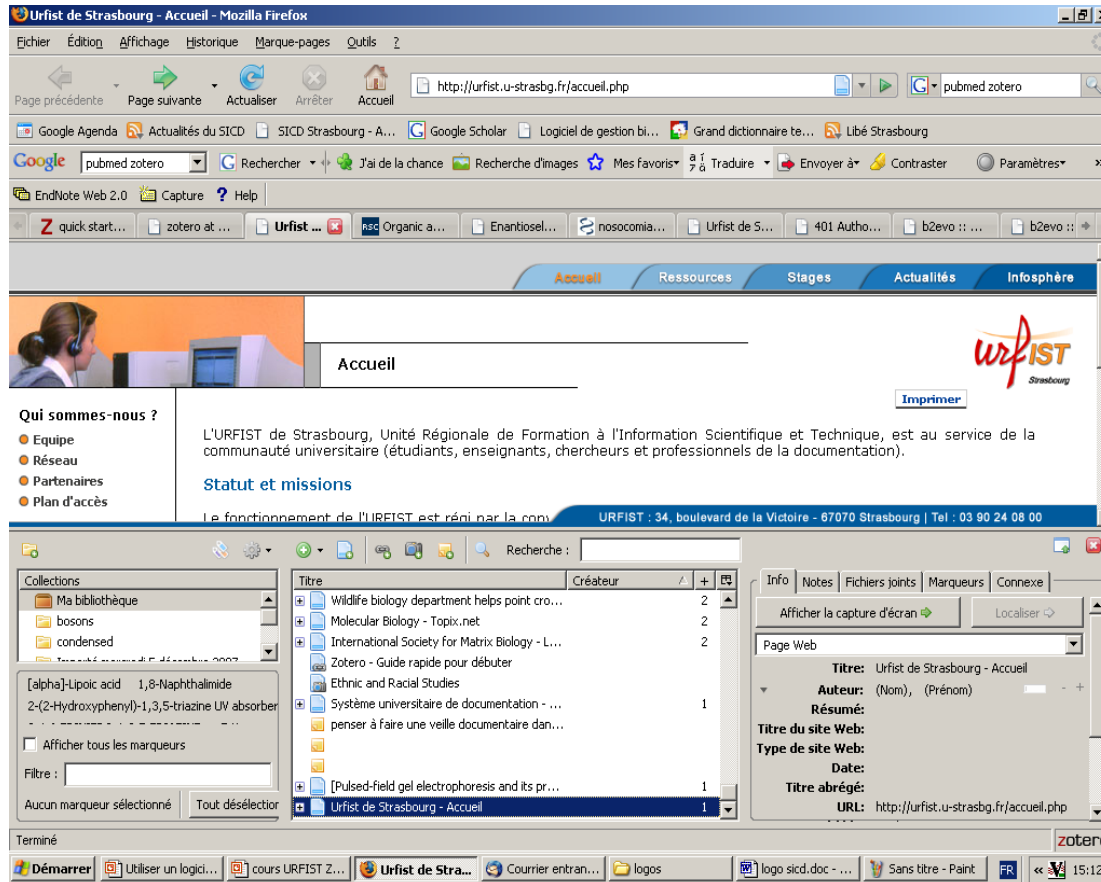 Urfist de Strasbourg - Accueil - Mozilla Firefox
Fichier Édition Affichage Historique Marque-pages Outils ?
Page précédente Page suivante Actualiser Arrêter Accueil http://urfist.u-strasbg.fr/accueil.php pubmed zotero
Google Agenda Actualités du SICD SICD Strasbourg - A... Google Scholar Logiciel de gestion bi... Grand dictionnaire te... Libé Strasbourg
Google pubmed zotero Rechercher J'ai de la chance Recherche d'images Mes favoris Traduire Envoyer à Contraster Paramètres
EndNote Web 2.0 Capture ? Help
quick start... zotero at ... Urfist ... RSC Organic a... Enantiosel... nosocomia... Urfist de S... 401 Autho... b2evo :: ... b2evo ::
Accueil Ressources Stages Actualités Infosphère
Accueil
urfIST
Strasbourg
Imprimer
Qui sommes-nous ?
Equipe
Réseau
Partenaires
Plan d'accès
L'URFIST de Strasbourg, Unité Régionale de Formation à l'Information Scientifique et Technique, est au service de la
communauté universitaire (étudiants, enseignants, chercheurs et professionnels de la documentation).
Statut et missions
Le fonctionnement de l'URFIST est régi par la conv
URFIST : 34, boulevard de la Victoire - 67070 Strasbourg | Tel : 03 90 24 08 00
Recherche :
Collections
Ma bibliothèque
bosons
condensed
Importé mercredi 5 décembre 2007
[alpha]-Lipoic acid 1,8-Naphthalimide
2-(2-Hydroxyphenyl)-1,3,5-triazine UV absorber
Afficher tous les marqueurs
Filtre :
Aucun marqueur sélectionné Tout désélection
Titre Créateur +
Wildlife biology department helps point cro... 2
Molecular Biology - Topix.net 2
International Society for Matrix Biology - L... 2
Zotero - Guide rapide pour débuter
Ethnic and Racial Studies
Système universitaire de documentation - ... 1
penser à faire une veille documentaire dan...
[Pulsed-field gel electrophoresis and its pr... 1
Urfist de Strasbourg - Accueil 1
Info Notes Fichiers joints Marqueurs Connexe
Afficher la capture d'écran Localiser
Page Web
Titre: Urfist de Strasbourg - Accueil
Auteur: (Nom), (Prénom) - +
Résumé:
Titre du site Web:
Type de site Web:
Date:
Titre abrégé:
URL: http://urfist.u-strasbg.fr/accueil.php
Terminé zotero
Démarrer Utiliser un logici... cours URFIST Z... Urfist de Stra... Courrier entran... logos logo sicd.doc - ... Sans titre - Paint FR « 15:12